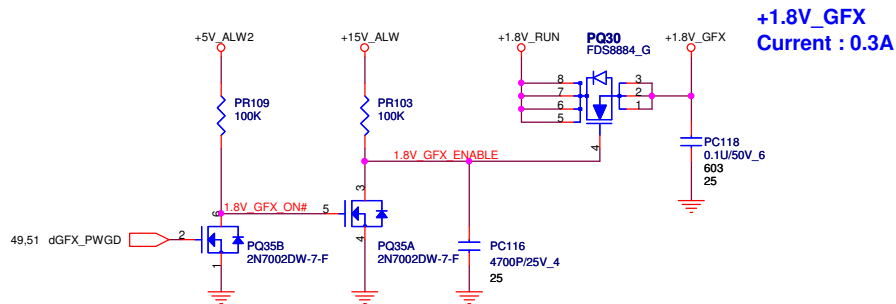 +1.8V_GFX
Current : 0.3A
+5V_ALW2
+15V_ALW
+1.8V_RUN
PQ30
FDS8884_G
+1.8V_GFX
8
7
6
5
3
2
1
4
PR109
100K
PR103
100K
PC118
0.1U/50V_6
603
25
1.8V_GFX_ENABLE
3
6
1.8V_GFX_ON#
5
49,51 dGFX_PWGD
2
4
1
PQ35B
2N7002DW-7-F
PQ35A
2N7002DW-7-F
PC116
4700P/25V_4
25